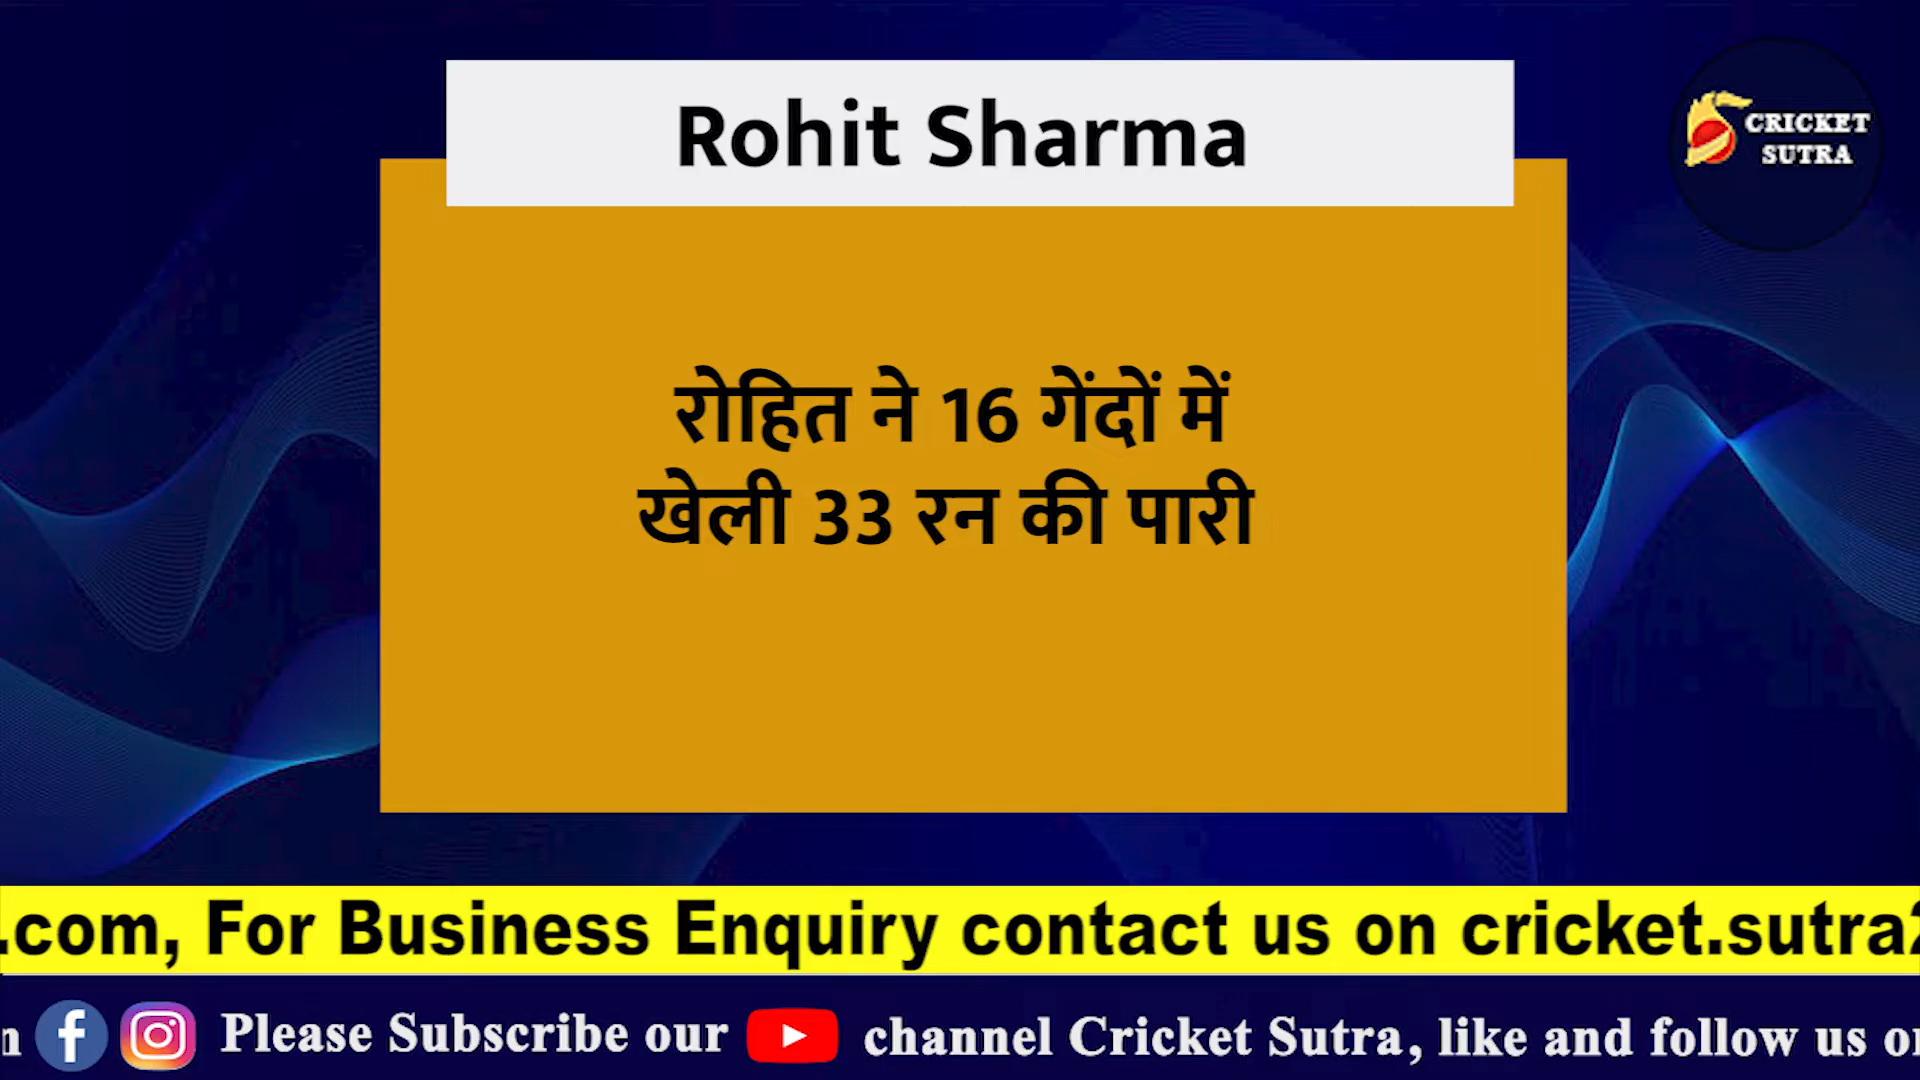 Rohit Sharma
CRICKET
SUTRA
रोहित ने 16 गेंदों में
खेली 33 रन की पारी
.com, For Business Enquiry contact us on cricket.sutra2
n Please Subscribe our channel Cricket Sutra, like and follow us on